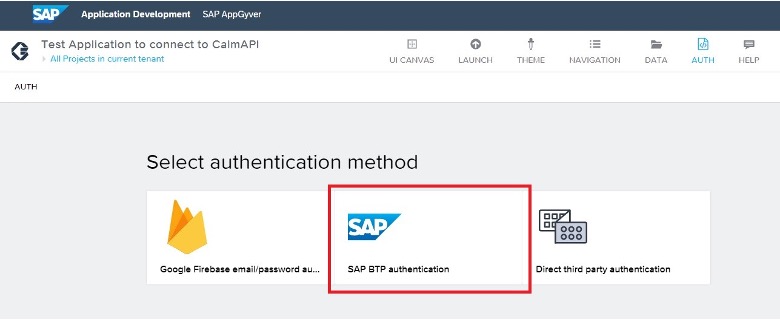 SAP Application Development SAP AppGyver
Test Application to connect to CalmAPI
All Projects in current tenant
UI CANVAS LAUNCH THEME NAVIGATION DATA AUTH HELP
AUTH
Select authentication method
SAP
Google Firebase email/password au... SAP BTP authentication Direct third party authentication